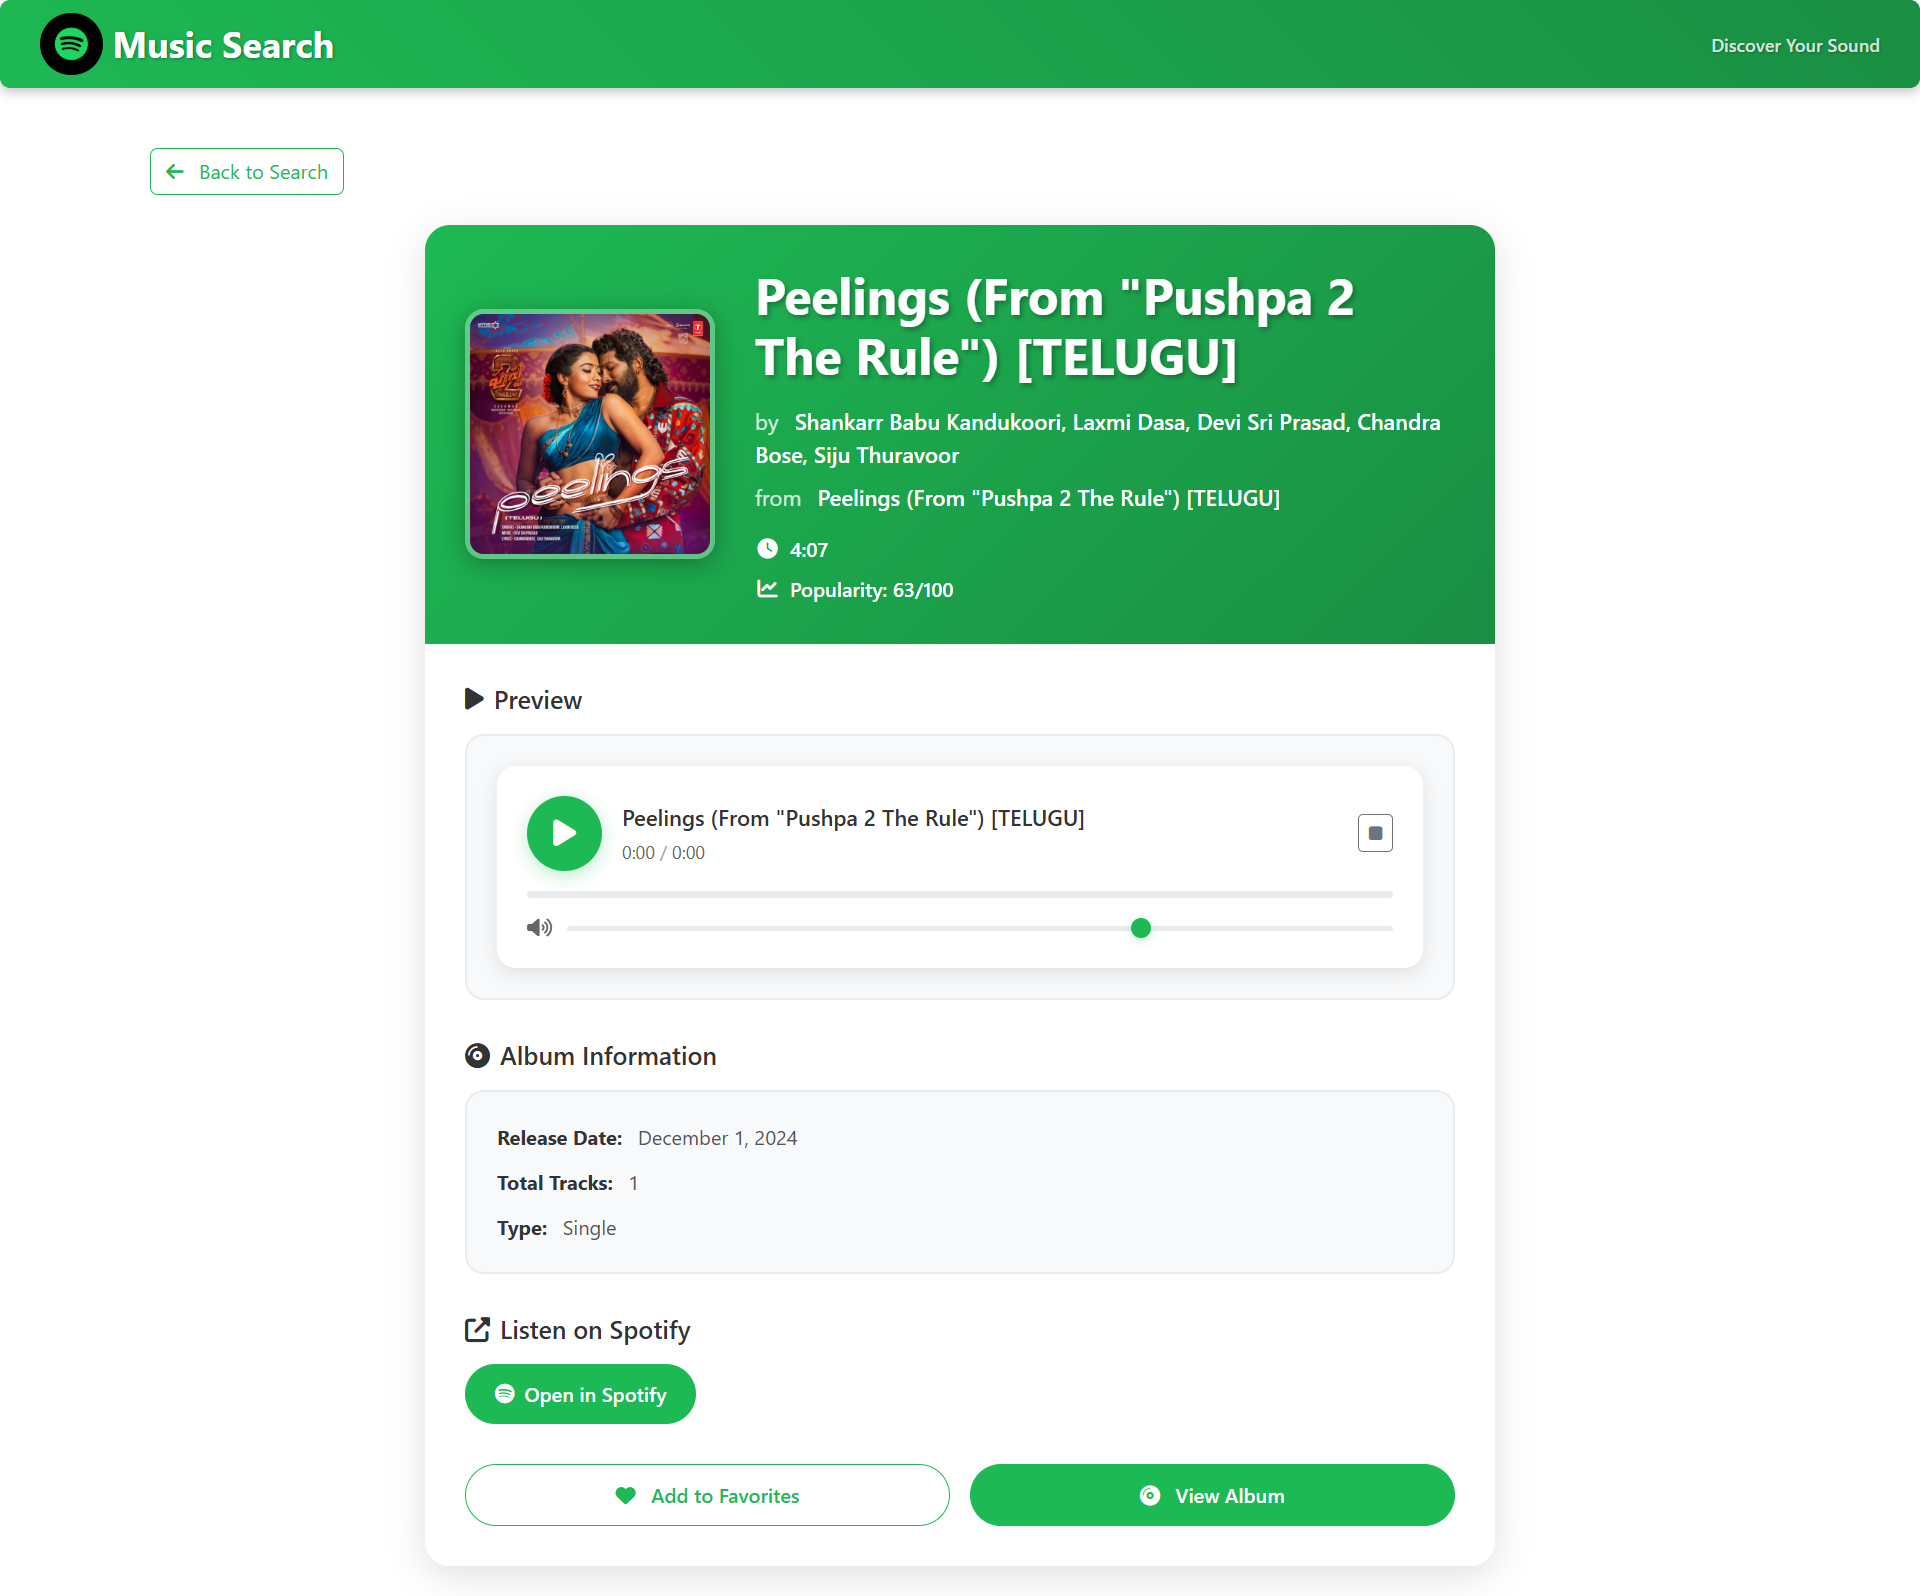 Music Search
Discover Your Sound
Back to Search
peelings
(TELUGU)
Peelings (From "Pushpa 2
The Rule") [TELUGU]
by Shankarr Babu Kandukoori, Laxmi Dasa, Devi Sri Prasad, Chandra
Bose, Siju Thuravoor
from Peelings (From "Pushpa 2 The Rule") [TELUGU]
4:07
Popularity: 63/100
Preview
Peelings (From "Pushpa 2 The Rule") [TELUGU]
0:00 / 0:00
Album Information
Release Date: December 1, 2024
Total Tracks: 1
Type: Single
Listen on Spotify
Open in Spotify
Add to Favorites
View Album